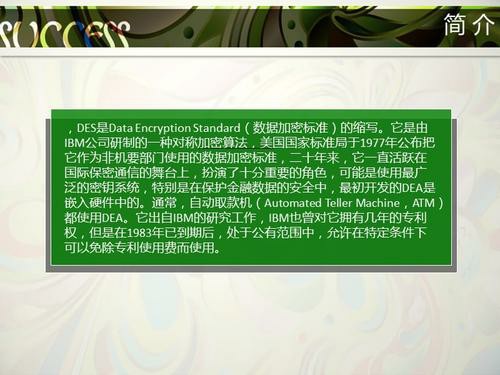 SUCCESS
简 介
，DES是Data Encryption Standard（数据加密标准）的缩写。它是由
IBM公司研制的一种对称加密算法，美国国家标准局于1977年公布把
它作为非机要部门使用的数据加密标准，二十年来，它一直活跃在
国际保密通信的舞台上，扮演了十分重要的角色，可能是使用最广
泛的密钥系统，特别是在保护金融数据的安全中，最初开发的DEA是
嵌入硬件中的。通常，自动取款机（Automated Teller Machine，ATM）
都使用DEA。它出自IBM的研究工作，IBM也曾对它拥有几年的专利
权，但是在1983年已到期后，处于公有范围中，允许在特定条件下
可以免除专利使用费而使用。